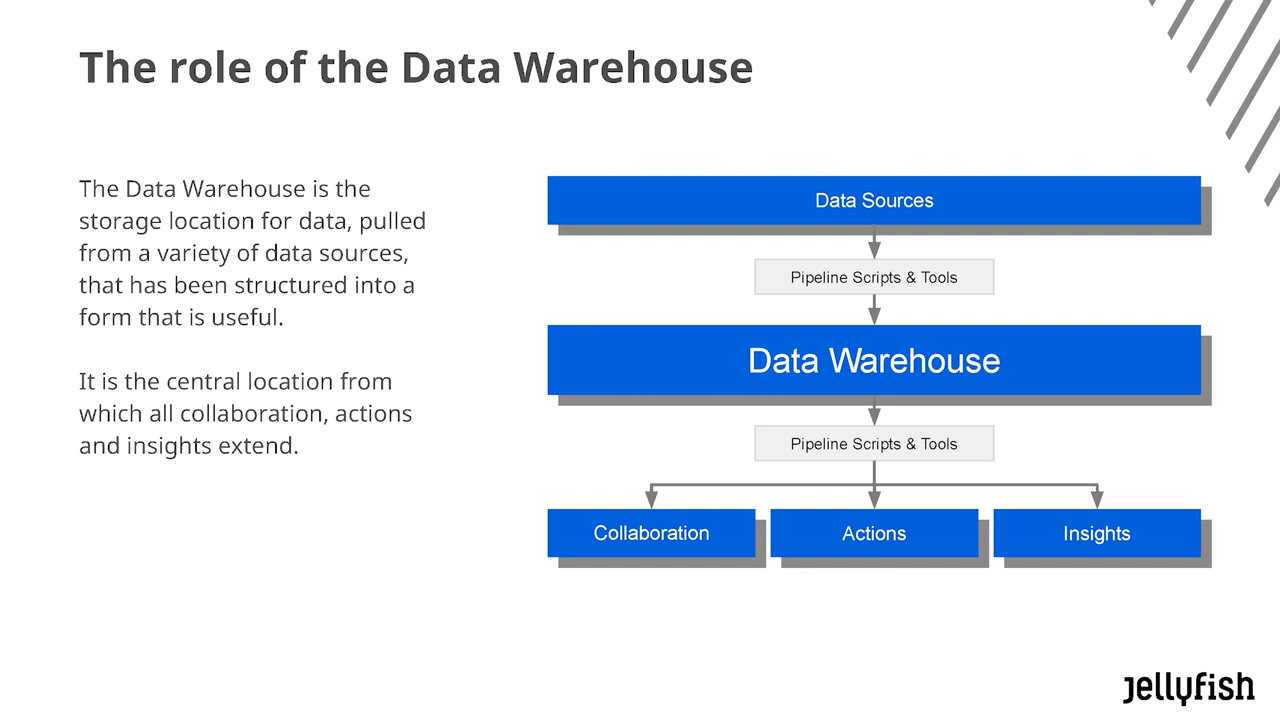 The role of the Data Warehouse
The Data Warehouse is the
storage location for data, pulled
from a variety of data sources,
that has been structured into a
form that is useful.
It is the central location from
which all collaboration, actions
and insights extend.
Data Sources
Pipeline Scripts & Tools
Data Warehouse
Pipeline Scripts & Tools
Collaboration
Actions
Insights
jellyfish